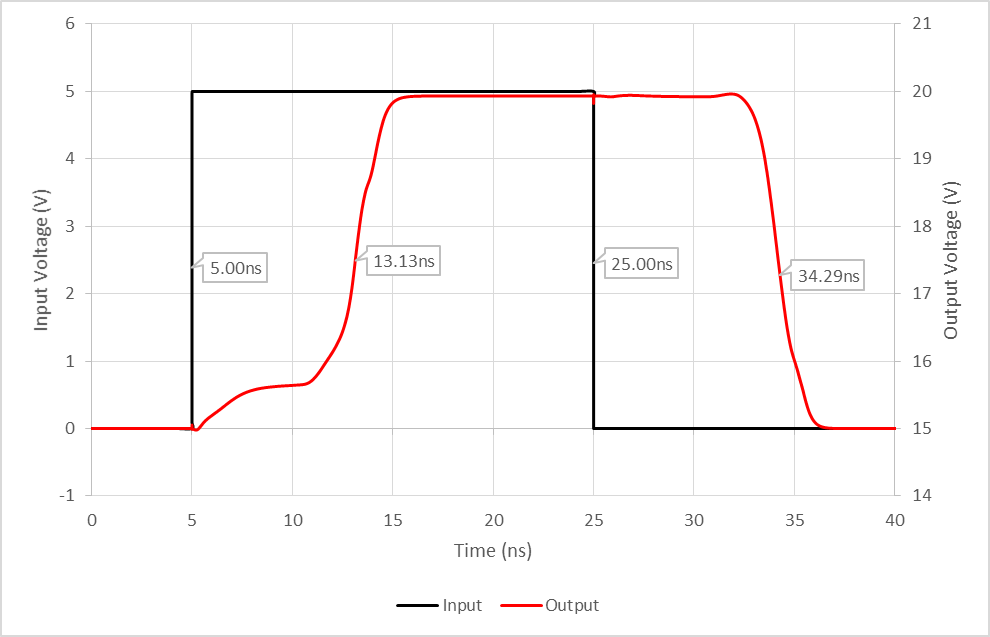 6
5
4
3
2
1
0
-1
Input Voltage (V)
21
20
19
18
17
16
15
14
Output Voltage (V)
5.00ns
13.13ns
25.00ns
34.29ns
0 5 10 15 20 25 30 35 40
Time (ns)
Input Output